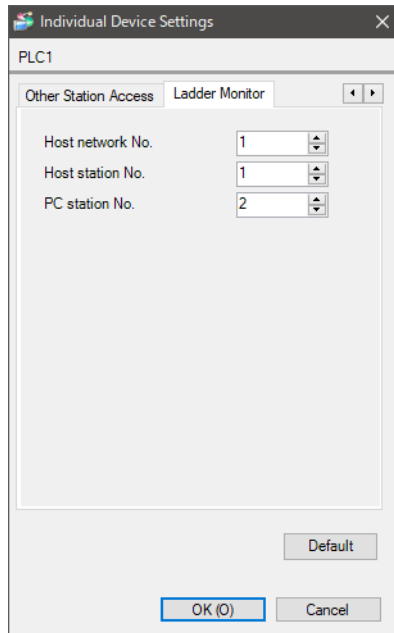 Individual Device Settings
PLC1
Other Station Access Ladder Monitor
Host network No. 1
Host station No. 1
PC station No. 2
Default
OK (O) Cancel